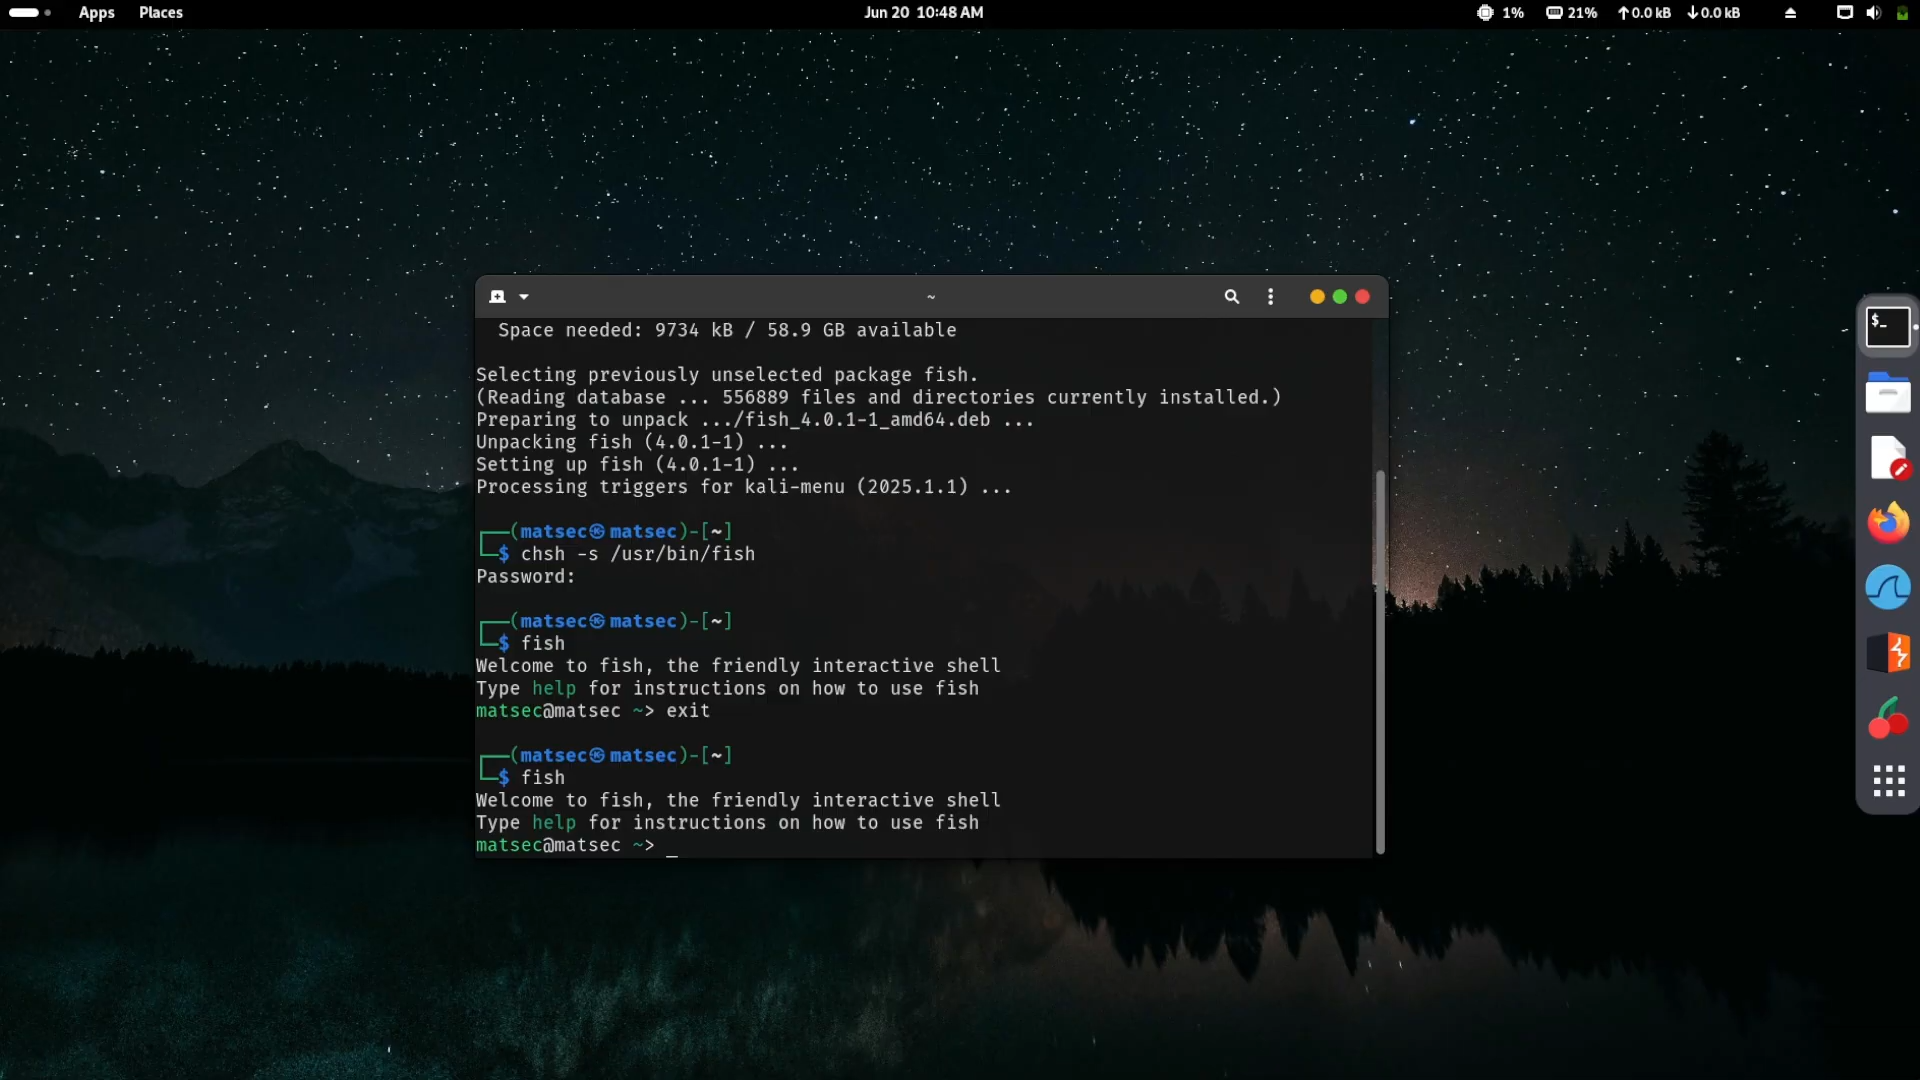 Apps Places Jun 20 10:48 AM 1% 21% ↑0.0 kB ↓0.0 kB
~
Space needed: 9734 kB / 58.9 GB available
Selecting previously unselected package fish.
(Reading database ... 556889 files and directories currently installed.)
Preparing to unpack .../fish_4.0.1-1_amd64.deb ...
Unpacking fish (4.0.1-1) ...
Setting up fish (4.0.1-1) ...
Processing triggers for kali-menu (2025.1.1) ...
┌──(matsec㉿matsec)-[~]
└─$ chsh -s /usr/bin/fish
Password:
┌──(matsec㉿matsec)-[~]
└─$ fish
Welcome to fish, the friendly interactive shell
Type help for instructions on how to use fish
matsec@matsec ~> exit
┌──(matsec㉿matsec)-[~]
└─$ fish
Welcome to fish, the friendly interactive shell
Type help for instructions on how to use fish
matsec@matsec ~> _
$_